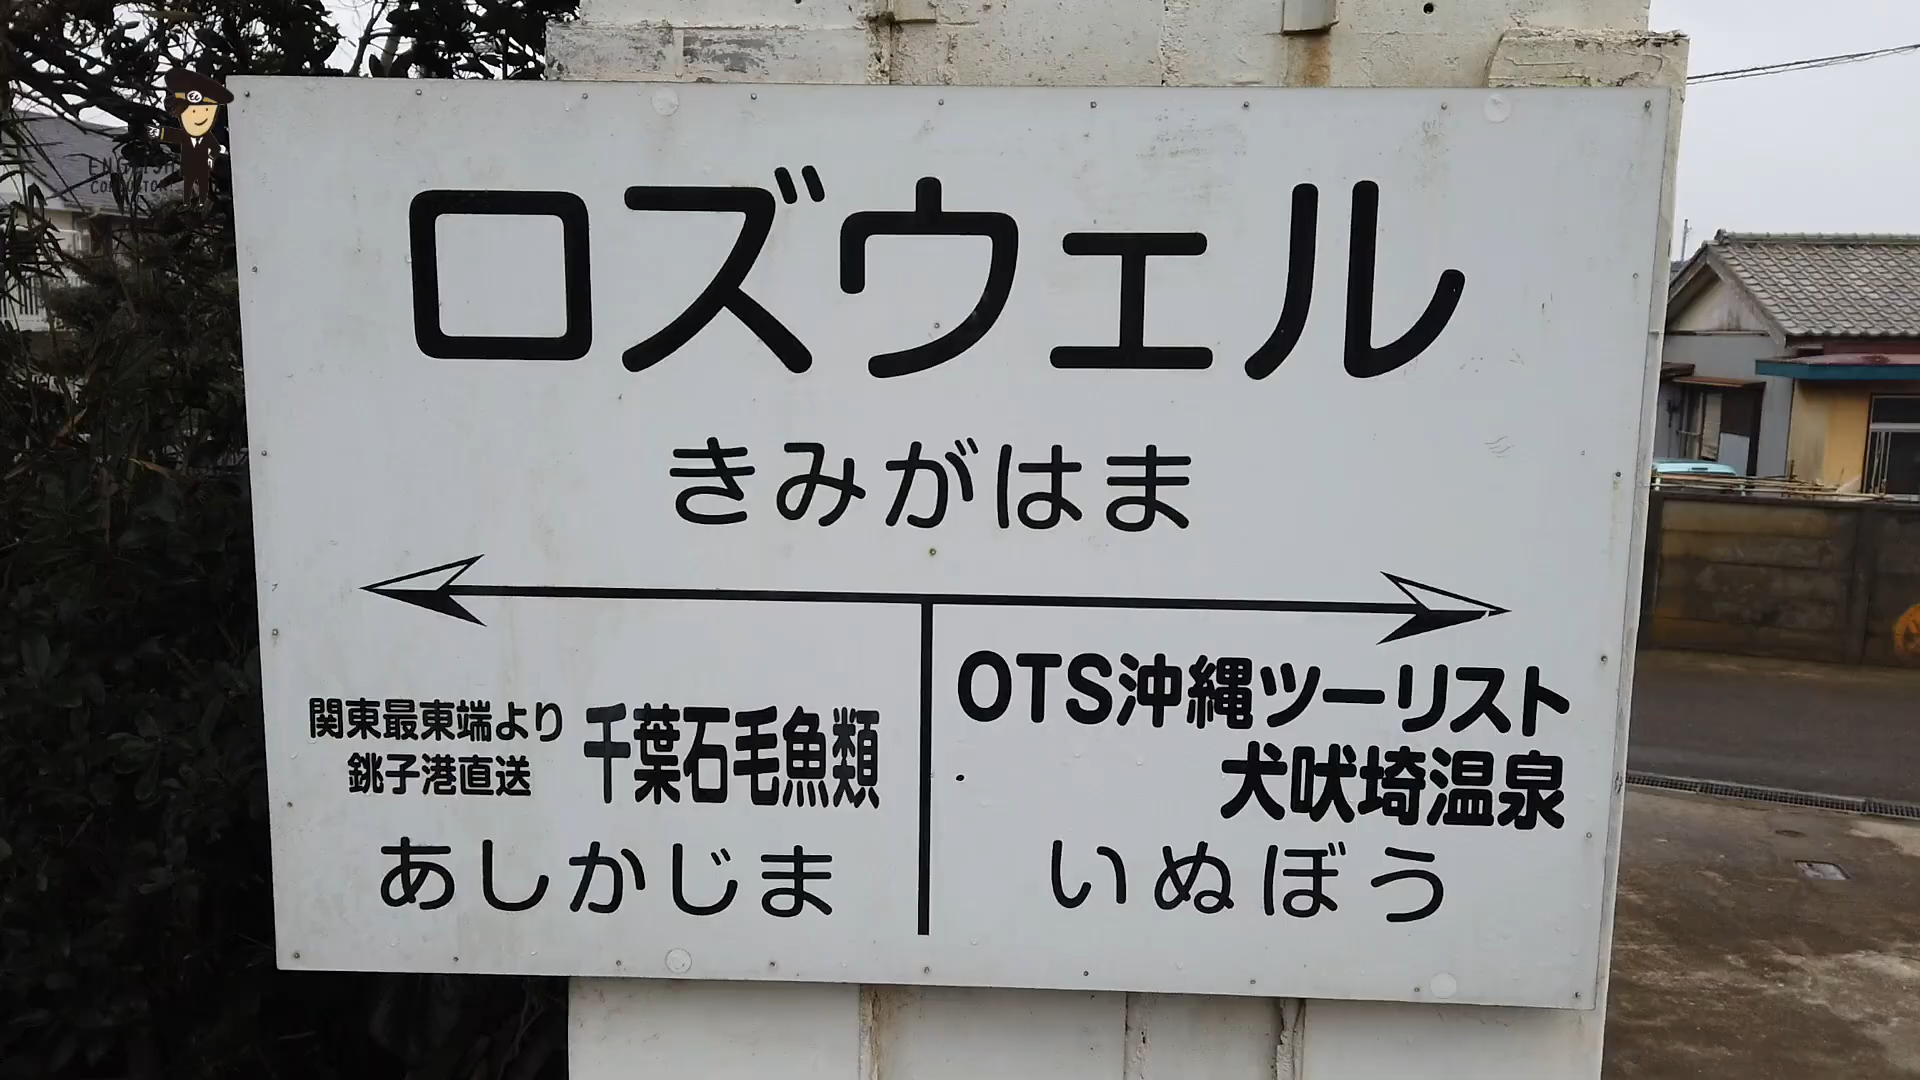 ENGLISH
CONDUCTOR
ロズウェル
きみがはま
関東最東端より
銚子港直送
千葉石毛魚類
あしかじま
OTS沖縄ツーリスト
犬吠埼温泉
いぬぼう